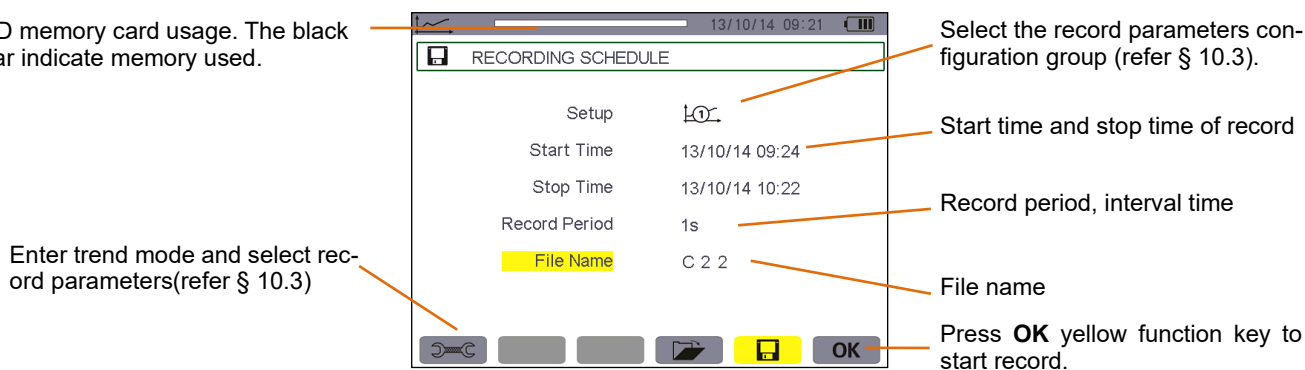 D memory card usage. The black
ar indicate memory used.
13/10/14 09:21
RECORDING SCHEDULE
Select the record parameters con-
figuration group (refer § 10.3).
Setup 1
Start Time 13/10/14 09:24
Start time and stop time of record
Stop Time 13/10/14 10:22
Record Period 1s
Record period, interval time
Enter trend mode and select rec-
ord parameters(refer § 10.3)
File Name C 2 2
File name
OK
Press OK yellow function key to
start record.